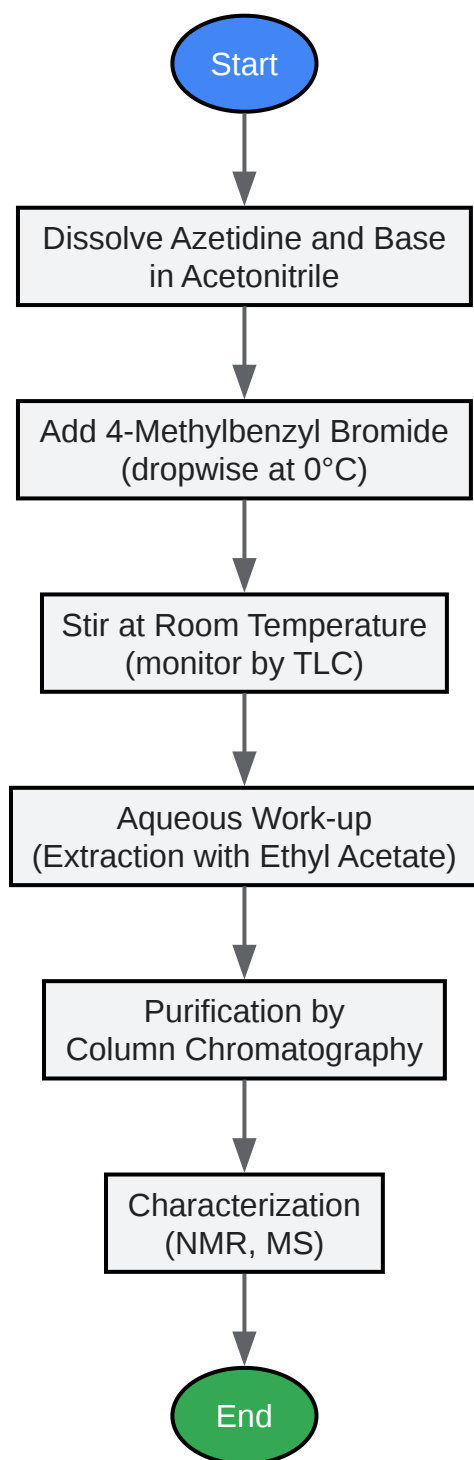 Start
Dissolve Azetidine and Base
in Acetonitrile
Add 4-Methylbenzyl Bromide
(dropwise at 0°C)
Stir at Room Temperature
(monitor by TLC)
Aqueous Work-up
(Extraction with Ethyl Acetate)
Purification by
Column Chromatography
Characterization
(NMR, MS)
End